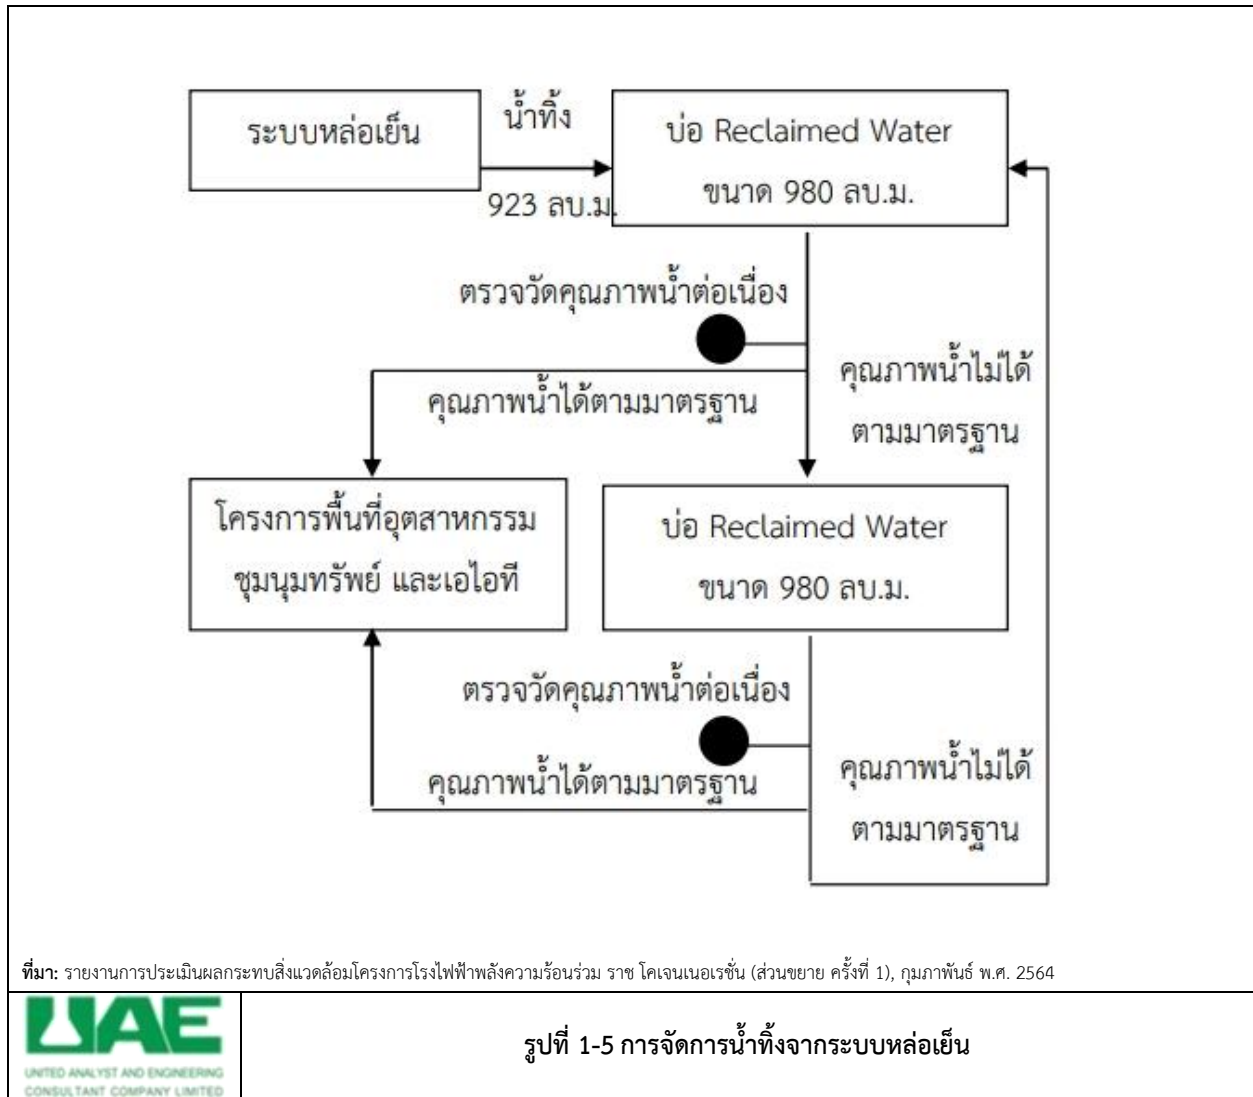 ระบบหล่อเย็น
น้ำทิ้ง
923 ลบ.ม.
บ่อ Reclaimed Water
ขนาด 980 ลบ.ม.
ตรวจวัดคุณภาพน้ำต่อเนื่อง
คุณภาพน้ำได้ตามมาตรฐาน
คุณภาพน้ำไม่ได้
ตามมาตรฐาน
โครงการพื้นที่อุตสาหกรรม
ชุมนุมทรัพย์ และเอไอที
บ่อ Reclaimed Water
ขนาด 980 ลบ.ม.
ตรวจวัดคุณภาพน้ำต่อเนื่อง
คุณภาพน้ำได้ตามมาตรฐาน
คุณภาพน้ำไม่ได้
ตามมาตรฐาน
ที่มา: รายงานการประเมินผลกระทบสิ่งแวดล้อมโครงการโรงไฟฟ้าพลังความร้อนร่วม ราช โคเจนเนอเรชั่น (ส่วนขยาย ครั้งที่ 1), กุมภาพันธ์ พ.ศ. 2564
UAE
UNITED ANALYST AND ENGINEERING
CONSULTANT COMPANY LIMITED
รูปที่ 1-5 การจัดการน้ำทิ้งจากระบบหล่อเย็น